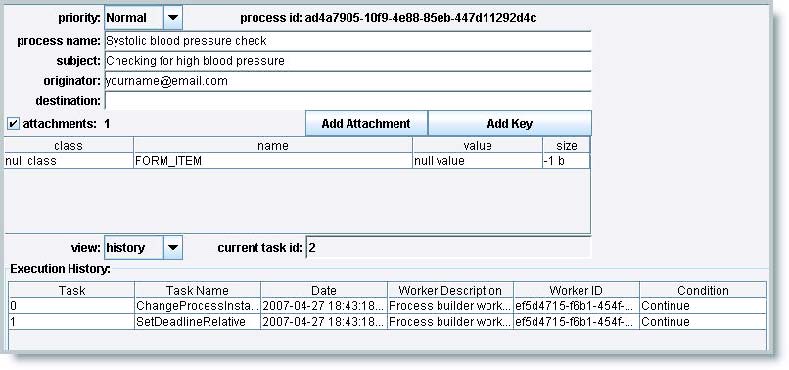 priority: Normal process id: ad4a7905-10f9-4e88-85eb-447d11292d4c
process name: Systolic blood pressure check
subject: Checking for high blood pressure
originator: yourname@email.com
destination:
attachments: 1 Add Attachment Add Key
class name value size
null class FORM_ITEM null value -1 b
view: history current task id: 2
Execution History:
Task Task Name Date Worker Description Worker ID Condition
0 ChangeProcessInsta... 2007-04-27 18:43:18... Process builder work... ef5d4715-f6b1-454f-... Continue
1 SetDeadlineRelative 2007-04-27 18:43:18... Process builder work... ef5d4715-f6b1-454f-... Continue